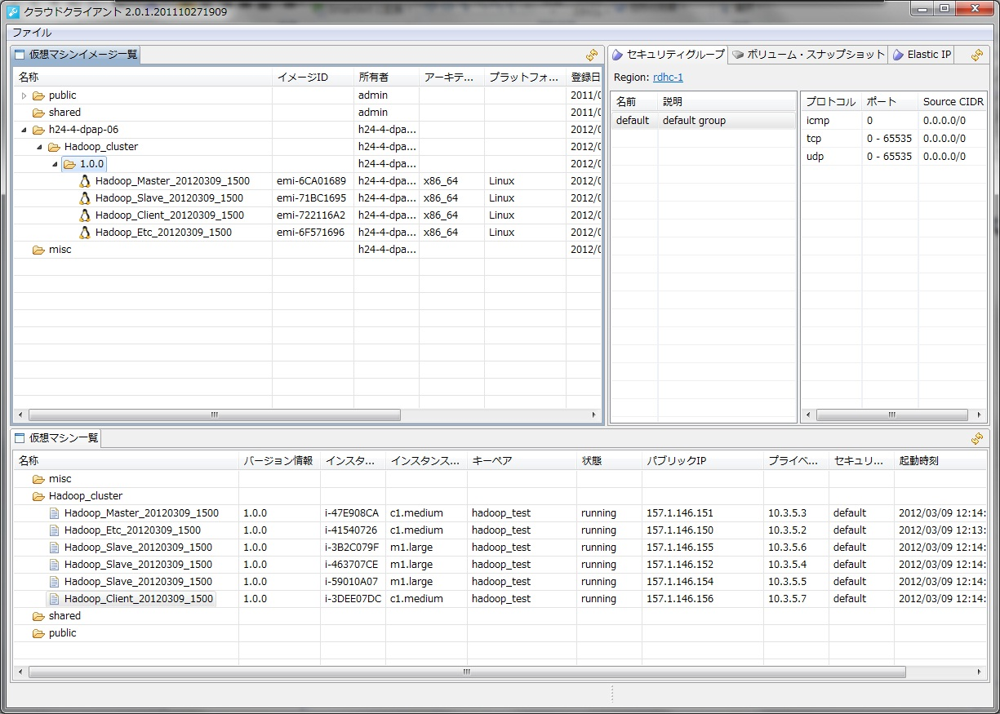 クラウドクライアント 2.0.1.201110271909
ファイル
仮想マシンイメージ一覧
名称 イメージID 所有者 アーキテ... プラットフォ... 登録日
public admin 2011/0
shared admin 2011/0
h24-4-dpap-06 h24-4-dpa... 2012/0
Hadoop_cluster h24-4-dpa... 2012/0
1.0.0 h24-4-dpa... 2012/0
Hadoop_Master_20120309_1500 emi-6CA01689 h24-4-dpa... x86_64 Linux 2012/0
Hadoop_Slave_20120309_1500 emi-71BC1695 h24-4-dpa... x86_64 Linux 2012/0
Hadoop_Client_20120309_1500 emi-722116A2 h24-4-dpa... x86_64 Linux 2012/0
Hadoop_Etc_20120309_1500 emi-6F571696 h24-4-dpa... x86_64 Linux 2012/0
misc h24-4-dpa... 2012/0
セキュリティグループ ボリューム・スナップショット Elastic IP
Region: rdhc-1
名前 説明
default default group
プロトコル ポート Source CIDR
icmp 0 0.0.0.0/0
tcp 0 - 65535 0.0.0.0/0
udp 0 - 65535 0.0.0.0/0
仮想マシン一覧
名称 バージョン情報 インスタ... インスタンス... キーペア 状態 パブリックIP プライベ... セキュリ... 起動時刻
misc
Hadoop_cluster
Hadoop_Master_20120309_1500 1.0.0 i-47E908CA c1.medium hadoop_test running 157.1.146.151 10.3.5.3 default 2012/03/09 12:14:
Hadoop_Etc_20120309_1500 1.0.0 i-41540726 c1.medium hadoop_test running 157.1.146.150 10.3.5.2 default 2012/03/09 12:13:
Hadoop_Slave_20120309_1500 1.0.0 i-3B2C079F m1.large hadoop_test running 157.1.146.155 10.3.5.6 default 2012/03/09 12:14:
Hadoop_Slave_20120309_1500 1.0.0 i-463707CE m1.large hadoop_test running 157.1.146.152 10.3.5.4 default 2012/03/09 12:14:
Hadoop_Slave_20120309_1500 1.0.0 i-59010A07 m1.large hadoop_test running 157.1.146.154 10.3.5.5 default 2012/03/09 12:14:
Hadoop_Client_20120309_1500 1.0.0 i-3DEE07DC c1.medium hadoop_test running 157.1.146.156 10.3.5.7 default 2012/03/09 12:14:
shared
public